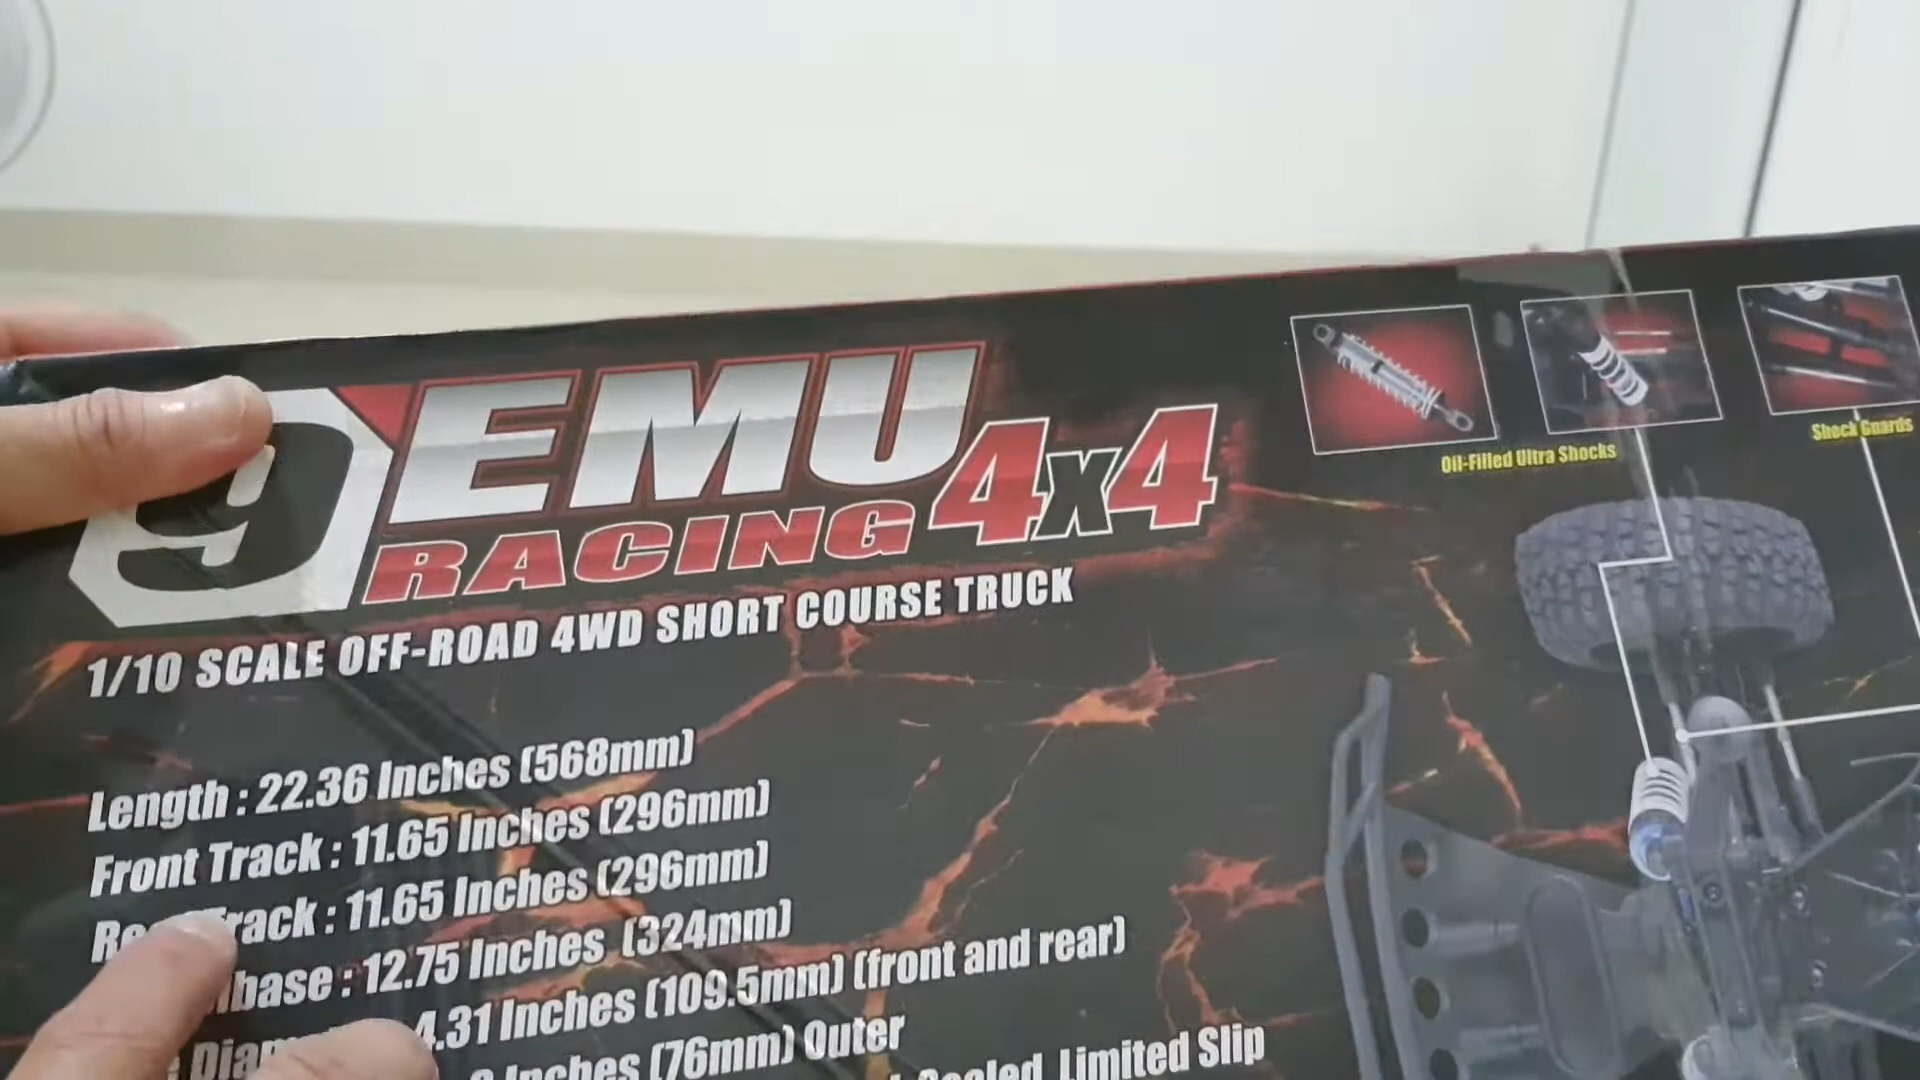 9 EMU
RACING 4x4
1/10 SCALE OFF-ROAD 4WD SHORT COURSE TRUCK
Oil-Filled Ultra Shocks
Shock Guards
Length : 22.36 Inches (568mm)
Front Track : 11.65 Inches (296mm)
Track : 11.65 Inches (296mm)
base : 12.75 Inches (324mm)
4.31 Inches (109.5mm) (front and rear)
Inches (76mm) Outer
Sealed, Limited Slip